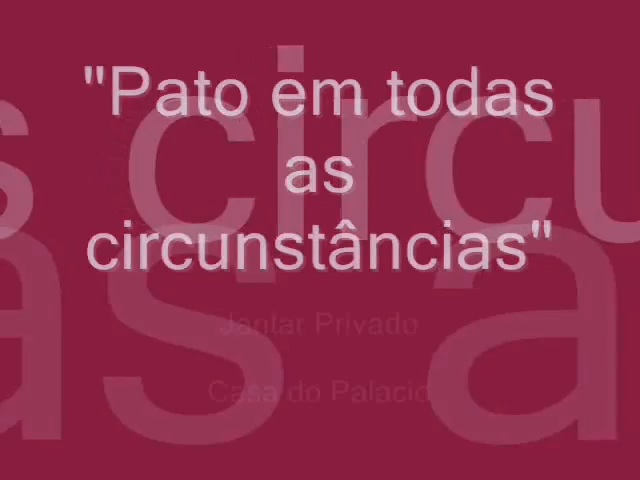 "Pato em todas
as
circunstâncias"
Jantar Privado
Casa do Palacio